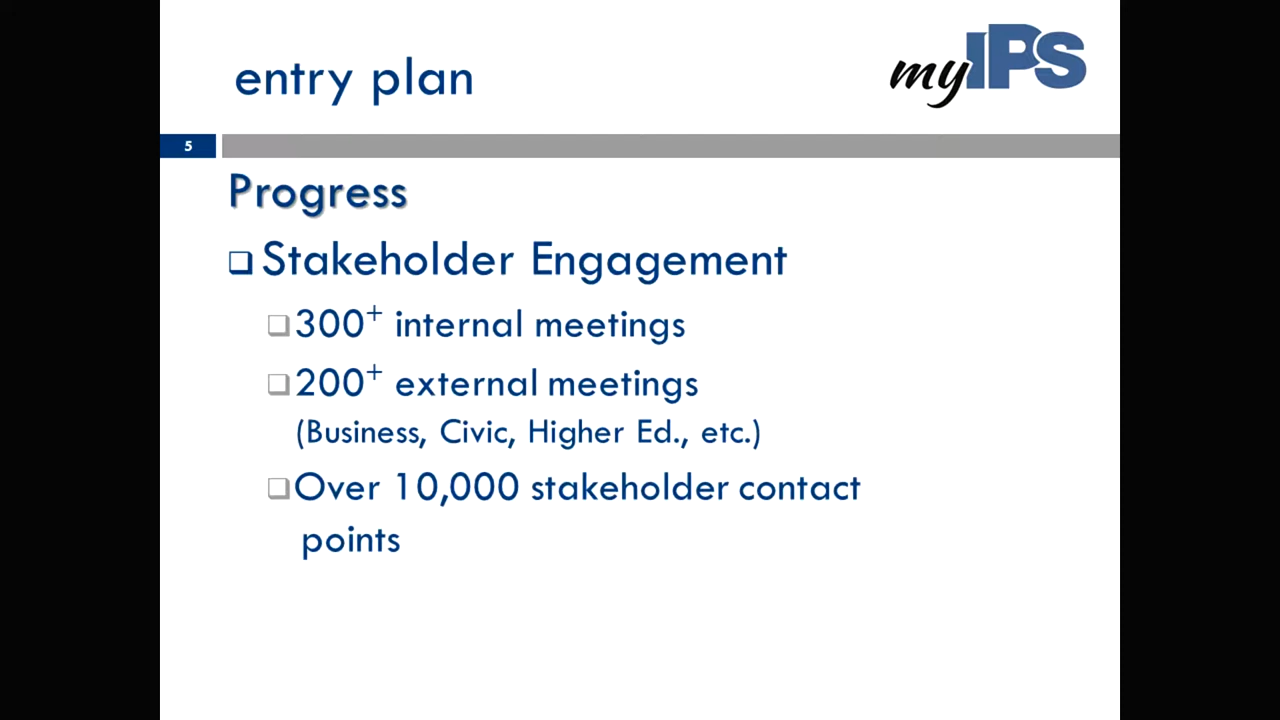 entry plan
myIPS
5
Progress
Stakeholder Engagement
300+ internal meetings
200+ external meetings
(Business, Civic, Higher Ed., etc.)
Over 10,000 stakeholder contact
points